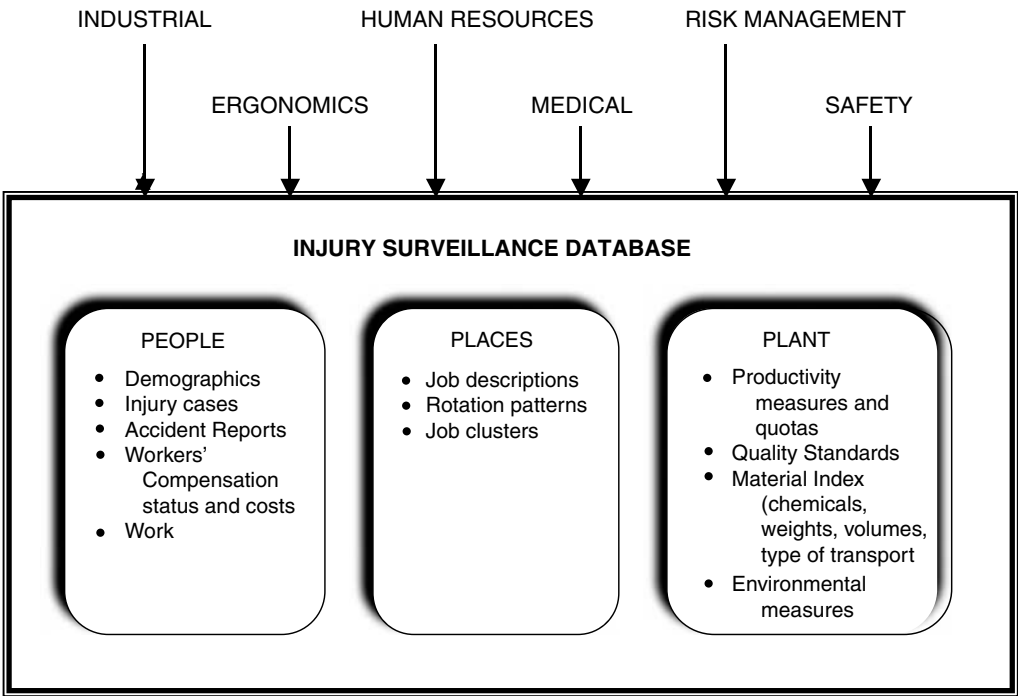 INDUSTRIAL HUMAN RESOURCES RISK MANAGEMENT
ERGONOMICS MEDICAL SAFETY
INJURY SURVEILLANCE DATABASE
PEOPLE
• Demographics
• Injury cases
• Accident Reports
• Workers'
Compensation
status and costs
• Work
PLACES
• Job descriptions
• Rotation patterns
• Job clusters
PLANT
• Productivity
measures and
quotas
• Quality Standards
• Material Index
(chemicals,
weights, volumes,
type of transport
• Environmental
measures